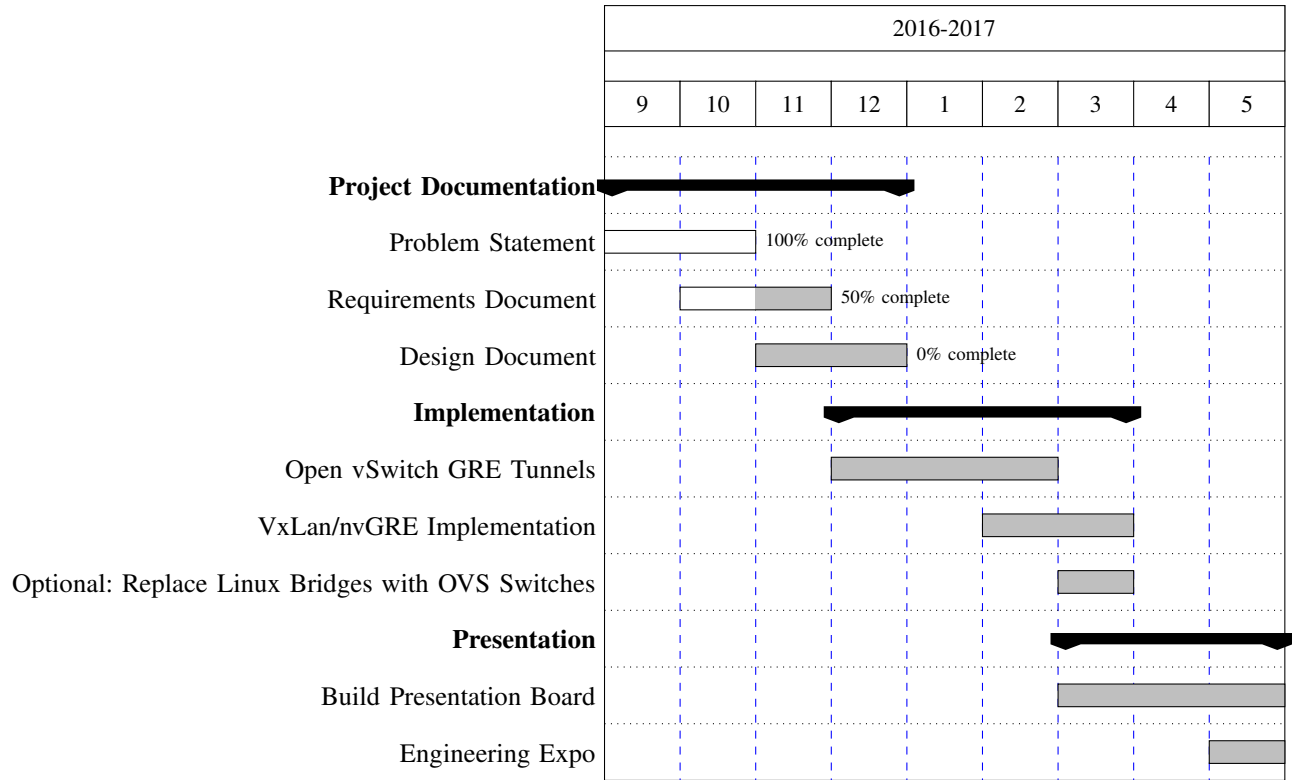 2016-2017
9 10 11 12 1 2 3 4 5
Project Documentation
Problem Statement 100% complete
Requirements Document 50% complete
Design Document 0% complete
Implementation
Open vSwitch GRE Tunnels
VxLan/nvGRE Implementation
Optional: Replace Linux Bridges with OVS Switches
Presentation
Build Presentation Board
Engineering Expo